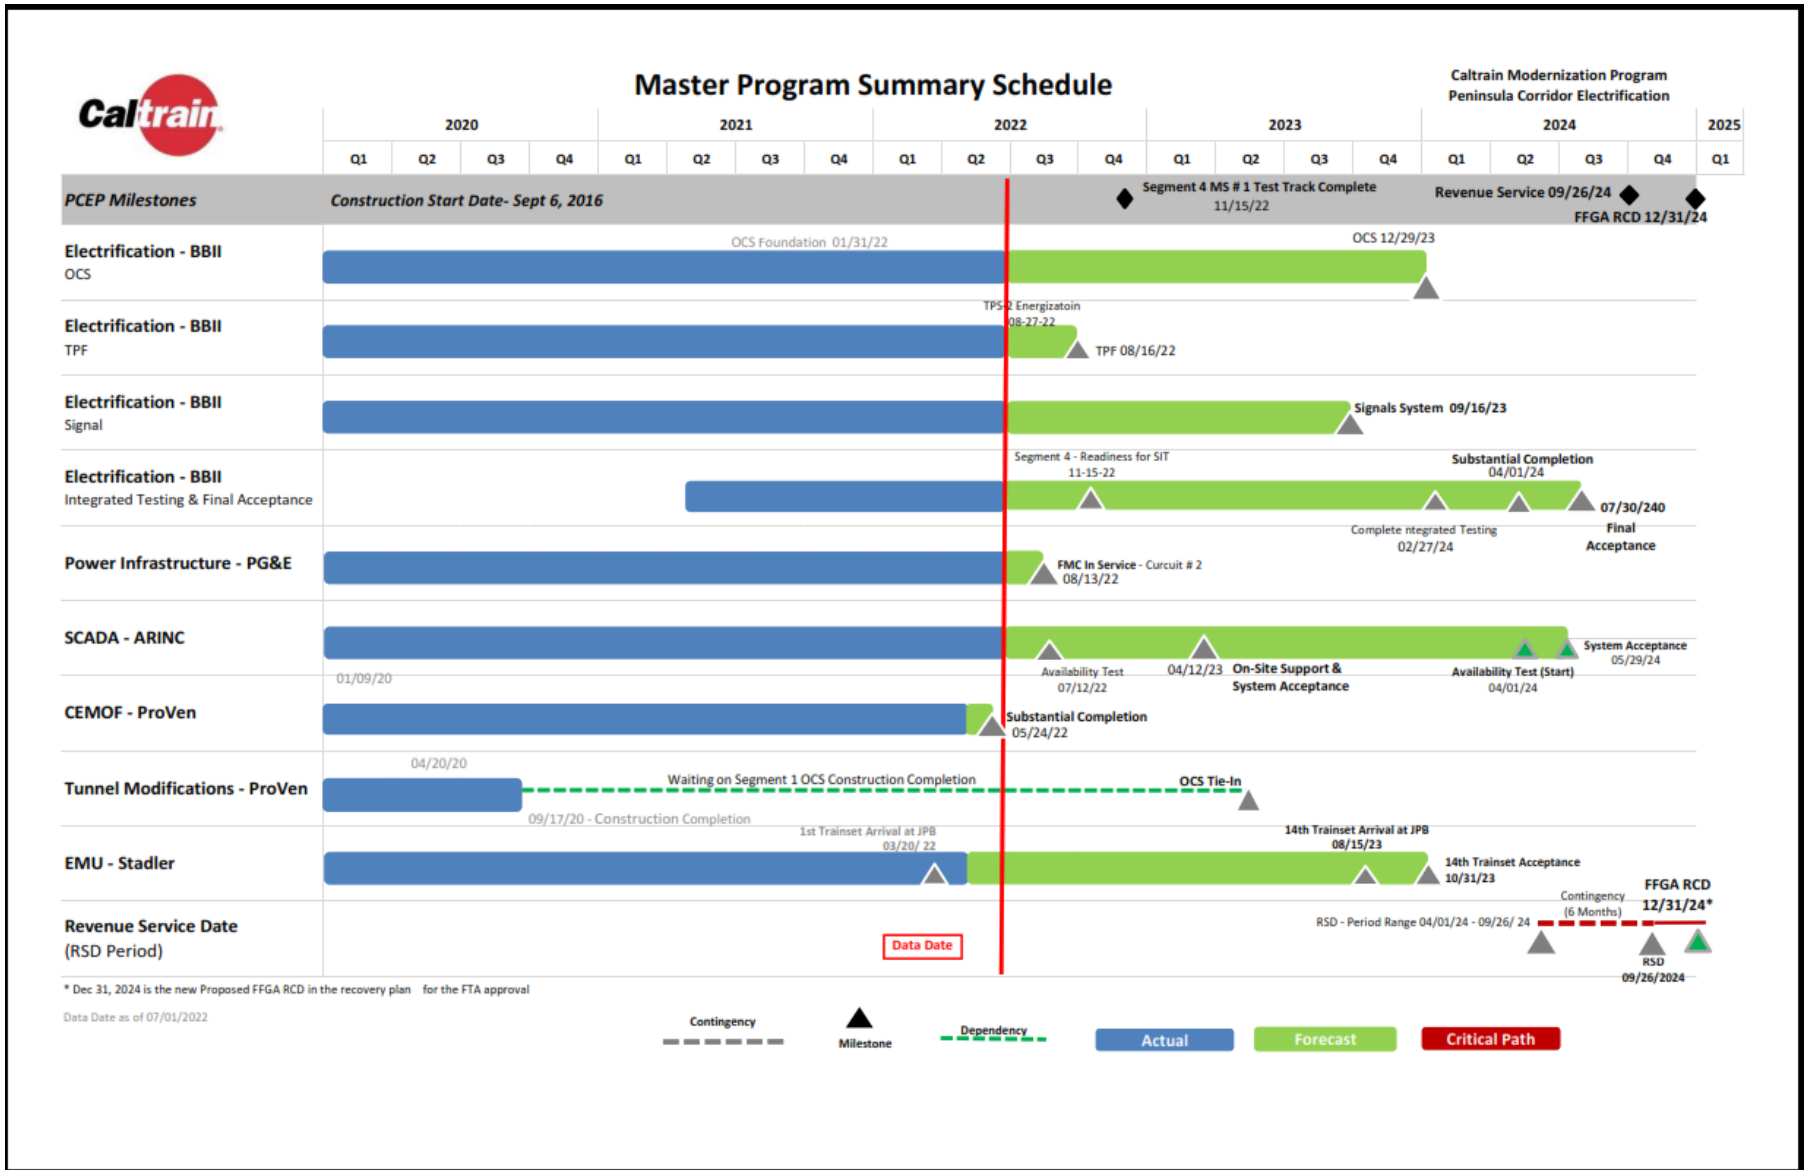 Caltrain
Master Program Summary Schedule
Caltrain Modernization Program
Peninsula Corridor Electrification
2020 2021 2022 2023 2024 2025
Q1 Q2 Q3 Q4 Q1 Q2 Q3 Q4 Q1 Q2 Q3 Q4 Q1 Q2 Q3 Q4 Q1 Q2 Q3 Q4 Q1
PCEP Milestones
Construction Start Date- Sept 6, 2016
Segment 4 MS # 1 Test Track Complete
11/15/22
Revenue Service 09/26/24
FFGA RCD 12/31/24
Electrification - BBII
OCS
OCS Foundation 01/31/22
OCS 12/29/23
Electrification - BBII
TPF
TPS-2 Energizatoin
08-27-22
TPF 08/16/22
Electrification - BBII
Signal
Signals System 09/16/23
Electrification - BBII
Integrated Testing & Final Acceptance
Segment 4 - Readiness for SIT
11-15-22
Substantial Completion
04/01/24
Complete ntegrated Testing
02/27/24
07/30/240
Final
Acceptance
Power Infrastructure - PG&E
FMC In Service - Curcuit # 2
08/13/22
SCADA - ARINC
01/09/20
Availability Test
07/12/22
04/12/23
On-Site Support &
System Acceptance
Availability Test (Start)
04/01/24
System Acceptance
05/29/24
CEMOF - ProVen
Substantial Completion
05/24/22
Tunnel Modifications - ProVen
04/20/20
Waiting on Segment 1 OCS Construction Completion
OCS Tie-In
09/17/20 - Construction Completion
EMU - Stadler
1st Trainset Arrival at JPB
03/20/ 22
14th Trainset Arrival at JPB
08/15/23
14th Trainset Acceptance
10/31/23
Revenue Service Date
(RSD Period)
Data Date
RSD - Period Range 04/01/24 - 09/26/ 24
Contingency
(6 Months)
FFGA RCD
12/31/24*
RSD
09/26/2024
* Dec 31, 2024 is the new Proposed FFGA RCD in the recovery plan for the FTA approval
Data Date as of 07/01/2022
Contingency
Milestone
Dependency
Actual
Forecast
Critical Path